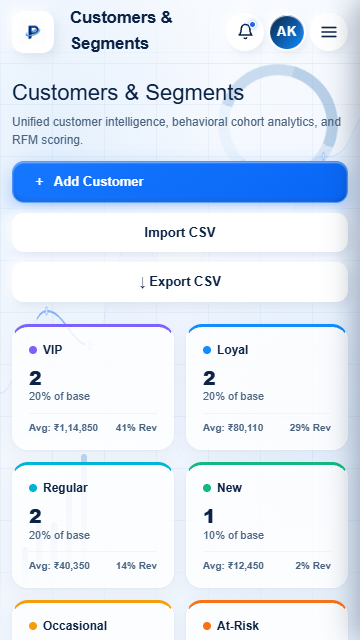 P
Customers &
Segments
AK
Customers & Segments
Unified customer intelligence, behavioral cohort analytics, and
RFM scoring.
+ Add Customer
Import CSV
↓ Export CSV
VIP
2
20% of base
Avg: ₹1,14,850 41% Rev
Loyal
2
20% of base
Avg: ₹80,110 29% Rev
Regular
2
20% of base
Avg: ₹40,350 14% Rev
New
1
10% of base
Avg: ₹12,450 2% Rev
Occasional
At-Risk